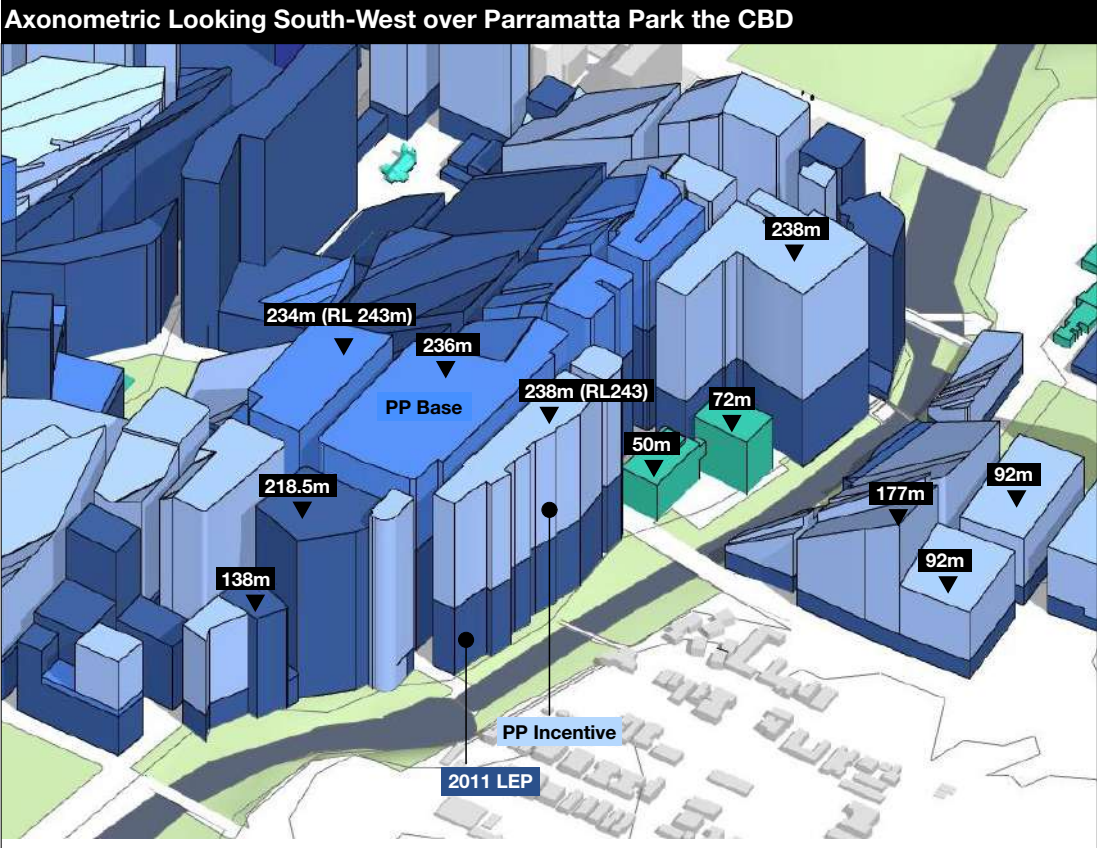 Axonometric Looking South-West over Parramatta Park the CBD
238m
234m (RL 243m)
236m
238m (RL243)
PP Base
72m
50m
218.5m
177m
92m
92m
138m
PP Incentive
2011 LEP